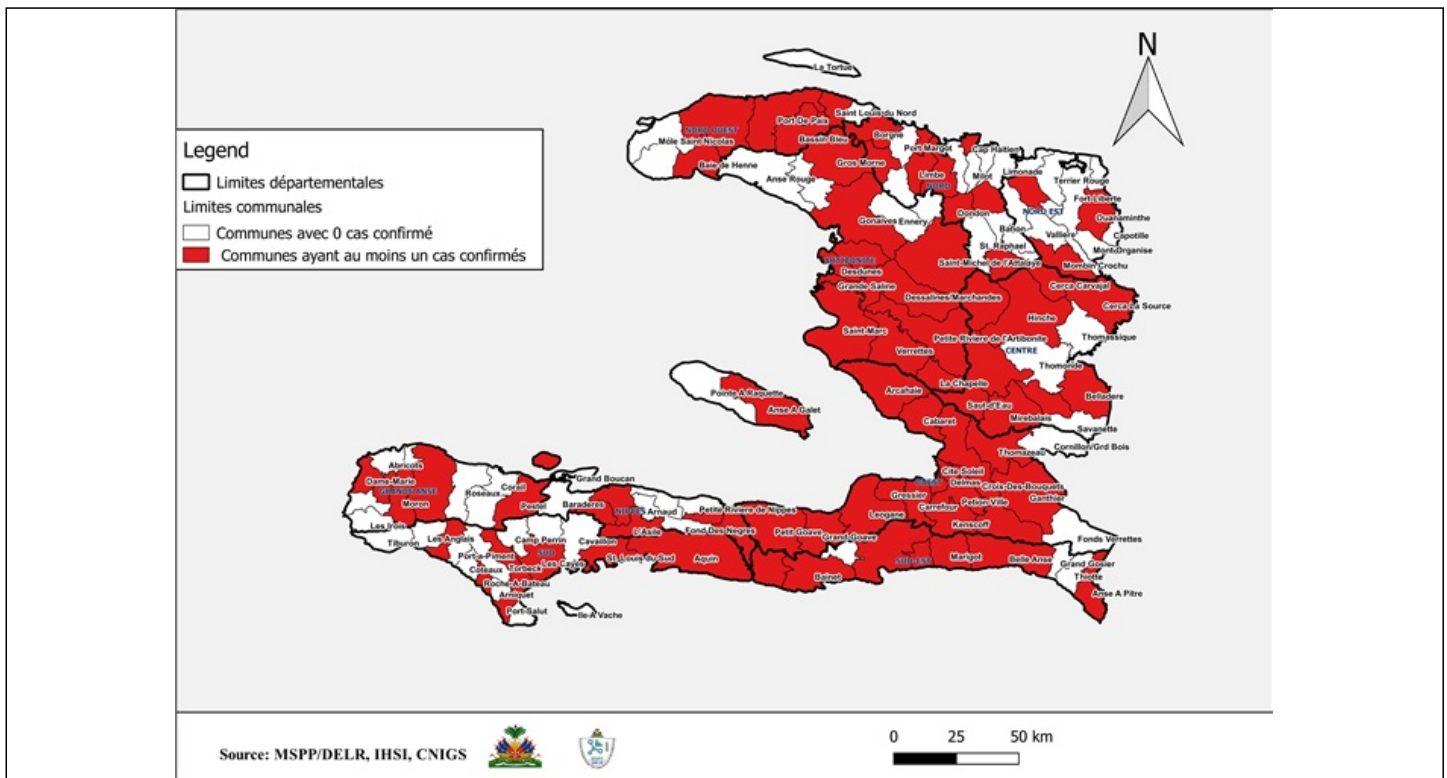 N
La Tortue
Legend
Limites départementales
Limites communales
Communes avec 0 cas confirmé
Communes ayant au moins un cas confirmés
Saint Louis du Nord
Port De Paix
NORD OUEST
Môle Saint Nicolas
Bassin Bleu
Borgne
Port Margot
Cap Haitien
Baie de Henne
Gros Morne
Limbe
Milot
Limonade
Terrier Rouge
Anse Rouge
NORD
Fort Liberte
Gonaives
Ennery
Dondon
NORD EST
Ouanaminthe
Bahon
Valliere
Capotille
St. Raphael
Mont-Organise
Saint-Michel de l'Attalaye
Mombin Crochu
ARTIBONITE
Desdunes
Grande Saline
Cerca Carvajal
Dessalines/Marchandes
Cerca La Source
Hinche
Saint-Marc
Petite Riviere de l'Artibonite
Thomassique
Verrettes
CENTRE
Thomonde
La Chapelle
Arcahaie
Belladere
Pointe A Raquette
Anse A Galet
Saut-d'Eau
Mirebalais
Cabaret
Savanette
Cornillon/Grd Bois
Thomazeau
Abricots
Grand Boucan
Cite Soleil
Dame-Marie
GRANDE ANSE
Roseaux
Corail
OUEST
Delmas
Croix-Des-Bouquets
Moron
Pestel
Baraderes
Gressier
Petion Ville
Ganthier
NIPPES
Arnaud
Petite Riviere de Nippes
Leogane
Carrefour
Les Irois
L'Asile
Fond Des Negres
Petit Goave
Kenscoff
Tiburon
Les Anglais
Camp Perrin
Cavaillon
Grand Goave
Fonds Verrettes
Port-a-Piment
SUD
St. Louis du Sud
Aquin
SUD EST
Marigot
Belle Anse
Coteaux
Torbeck
Les Cayes
Grand Gosier
Roche-A-Bateau
Bainet
Thiotte
Arniquet
Anse A Pitre
Port-Salut
Ile A Vache
Source: MSPP/DELR, IHSI, CNIGS
0 25 50 km